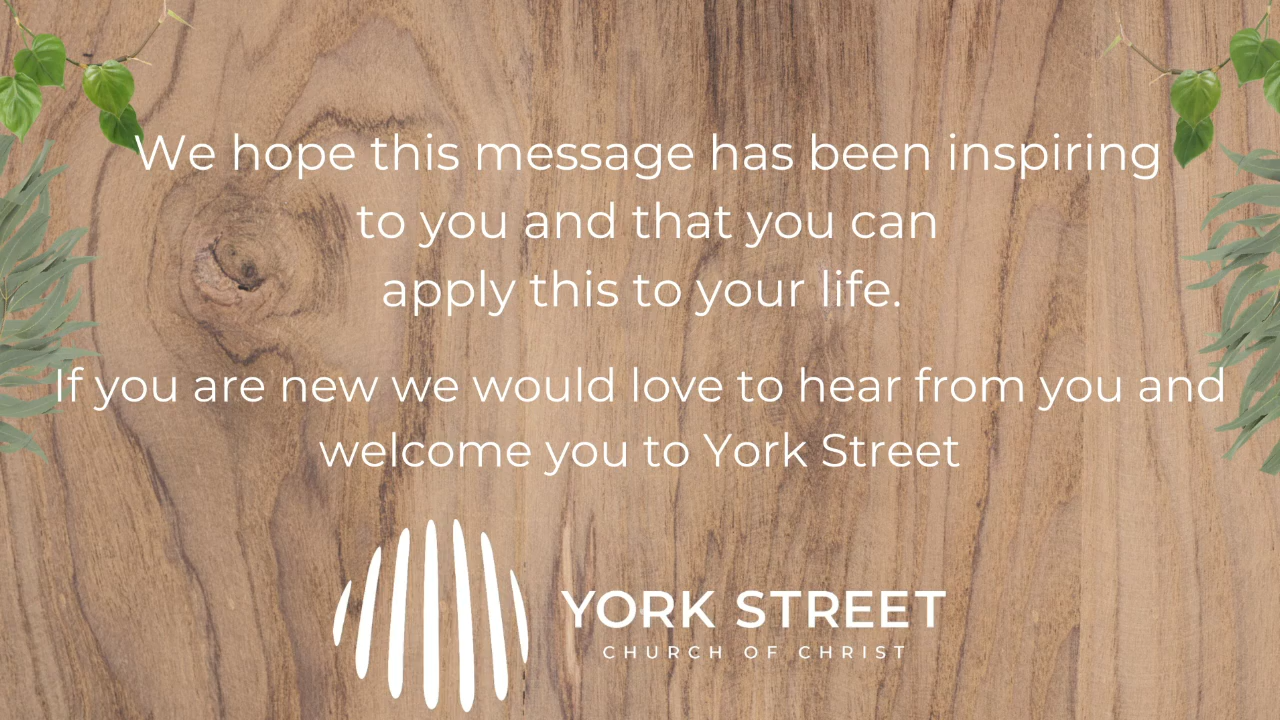 We hope this message has been inspiring
to you and that you can
apply this to your life.
If you are new we would love to hear from you and
welcome you to York Street
YORK STREET
CHURCH OF CHRIST